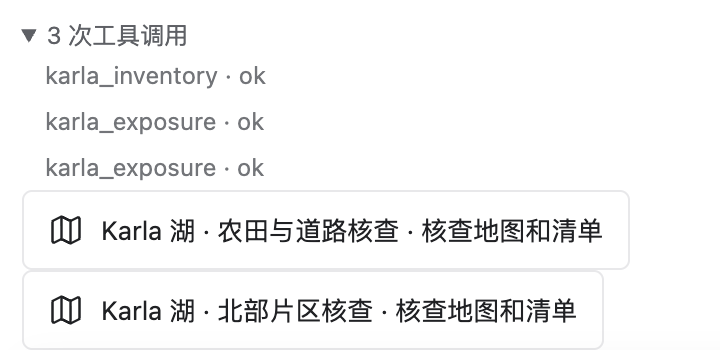 ▼ 3 次工具调用
karla_inventory · ok
karla_exposure · ok
karla_exposure · ok
Karla 湖 · 农田与道路核查 · 核查地图和清单
Karla 湖 · 北部片区核查 · 核查地图和清单